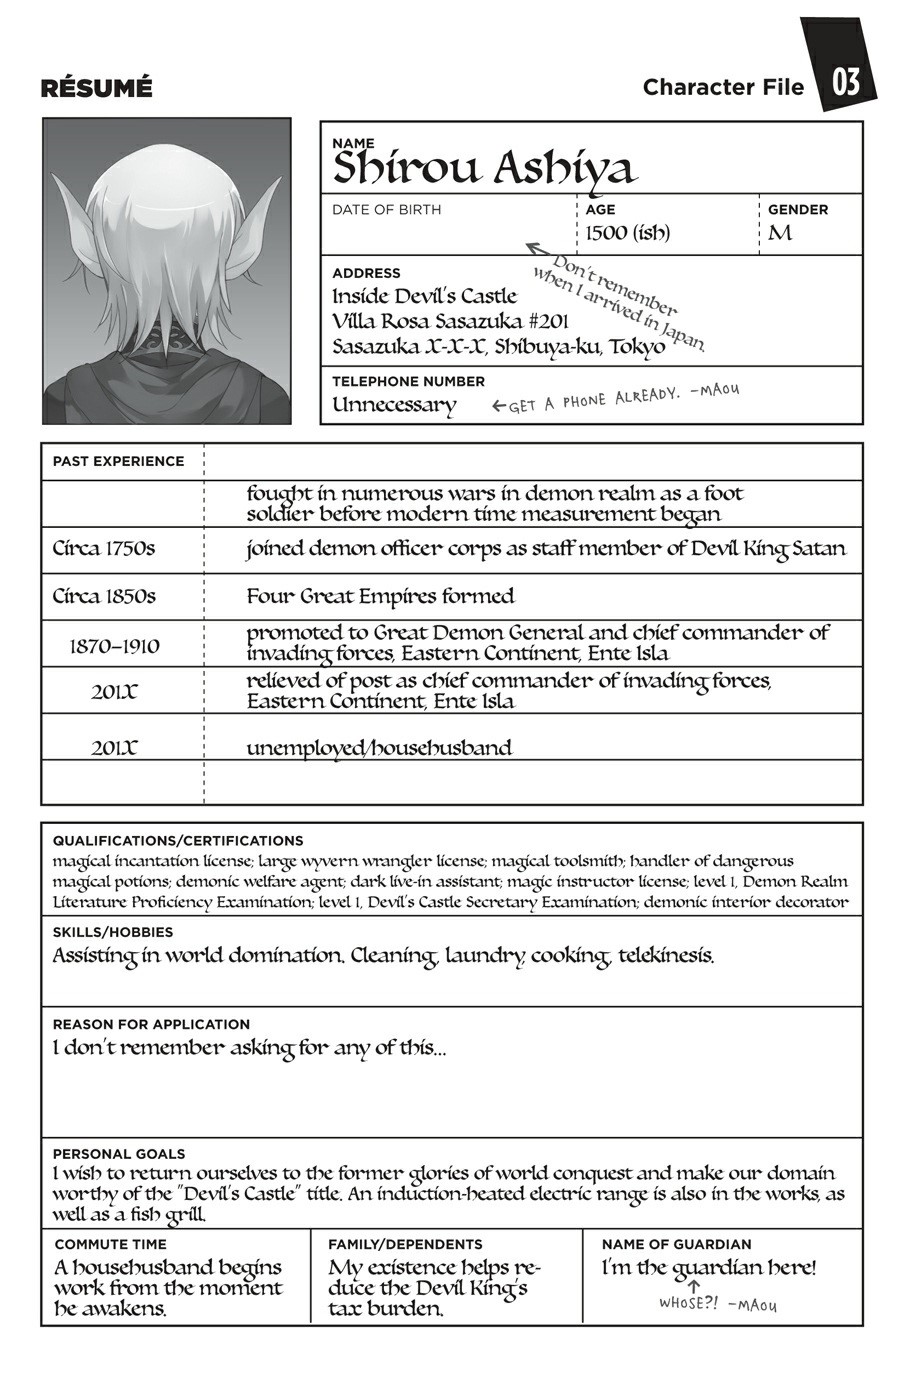 RÉSUMÉ
Character File 03
NAME
Shirou Ashiya
DATE OF BIRTH
AGE
1500 (ish)
GENDER
M
Don't remember
when I arrived in Japan.
ADDRESS
Inside Devil's Castle
Villa Rosa Sasazuka #201
Sasazuka X-X-X, Shibuya-ku, Tokyo
TELEPHONE NUMBER
Unnecessary
GET A PHONE ALREADY. -MAOU
PAST EXPERIENCE
fought in numerous wars in demon realm as a foot
soldier before modern time measurement began
Circa 1750s joined demon officer corps as staff member of Devil King Satan
Circa 1850s Four Great Empires formed
1870–1910 promoted to Great Demon General and chief commander of
invading forces, Eastern Continent, Ente Isla
201X relieved of post as chief commander of invading forces,
Eastern Continent, Ente Isla
201X unemployed/househusband
QUALIFICATIONS/CERTIFICATIONS
magical incantation license; large wyvern wrangler license; magical toolsmith; handler of dangerous
magical potions; demonic welfare agent; dark live-in assistant; magic instructor license; level 1, Demon Realm
Literature Proficiency Examination; level 1, Devil's Castle Secretary Examination; demonic interior decorator
SKILLS/HOBBIES
Assisting in world domination. Cleaning, laundry, cooking, telekinesis.
REASON FOR APPLICATION
I don't remember asking for any of this...
PERSONAL GOALS
I wish to return ourselves to the former glories of world conquest and make our domain
worthy of the "Devil's Castle" title. An induction-heated electric range is also in the works, as
well as a fish grill.
COMMUTE TIME
A househusband begins
work from the moment
he awakens.
FAMILY/DEPENDENTS
My existence helps re-
duce the Devil King's
tax burden.
NAME OF GUARDIAN
I'm the guardian here!
WHOSE?! -MAOU